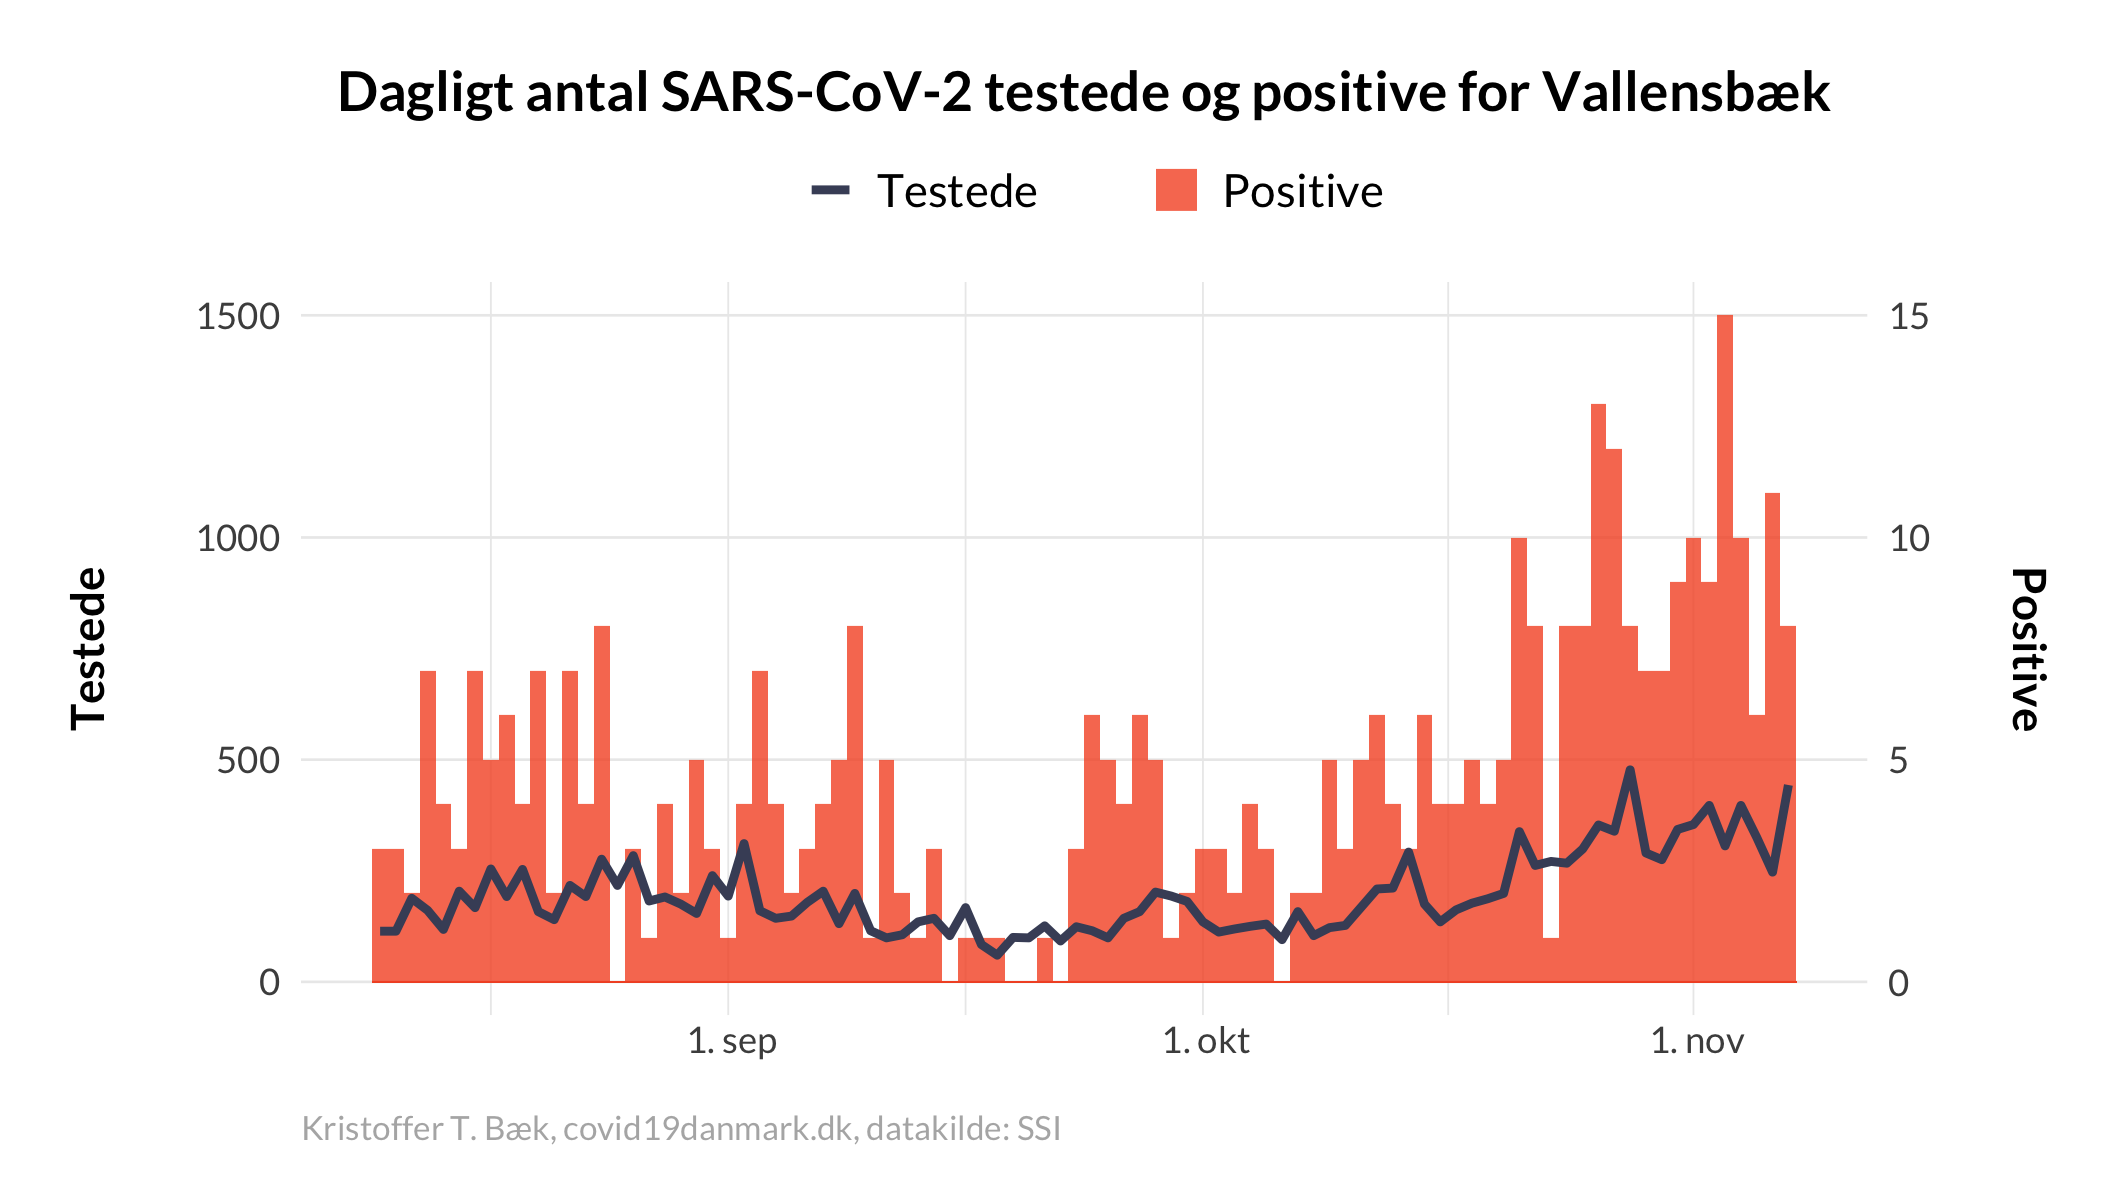 Dagligt antal SARS-CoV-2 testede og positive for Vallensbæk
Testede Positive
1500 15
1000 10
500 5
0 0
Testede
Positive
1. sep 1. okt 1. nov
Kristoffer T. Bæk, covid19danmark.dk, datakilde: SSI